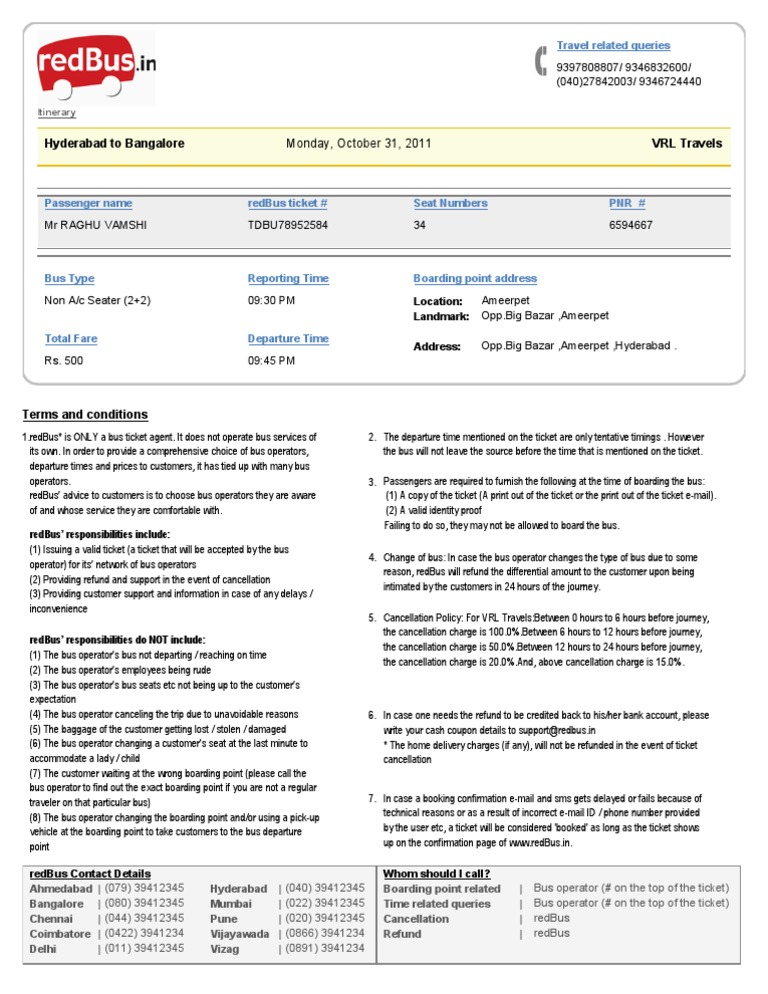 redBus.in
Travel related queries
9397808807/ 9346832600/
(040)27842003/ 9346724440
Itinerary
Hyderabad to Bangalore Monday, October 31, 2011 VRL Travels
Passenger name redBus ticket # Seat Numbers PNR #
Mr RAGHU VAMSHI TDBU78952584 34 6594667
Bus Type Reporting Time Boarding point address
Non A/c Seater (2+2) 09:30 PM Location: Ameerpet
Landmark: Opp.Big Bazar ,Ameerpet
Total Fare Departure Time
Address: Opp.Big Bazar ,Ameerpet ,Hyderabad .
Rs. 500 09:45 PM
Terms and conditions
1.redBus* is ONLY a bus ticket agent. It does not operate bus services of
its own. In order to provide a comprehensive choice of bus operators,
departure times and prices to customers, it has tied up with many bus
operators.
redBus' advice to customers is to choose bus operators they are aware
of and whose service they are comfortable with.
redBus' responsibilities include:
(1) Issuing a valid ticket (a ticket that will be accepted by the bus
operator) for its' network of bus operators
(2) Providing refund and support in the event of cancellation
(3) Providing customer support and information in case of any delays /
inconvenience
redBus' responsibilities do NOT include:
(1) The bus operator's bus not departing / reaching on time
(2) The bus operator's employees being rude
(3) The bus operator's bus seats etc not being up to the customer's
expectation
(4) The bus operator canceling the trip due to unavoidable reasons
(5) The baggage of the customer getting lost / stolen / damaged
(6) The bus operator changing a customer's seat at the last minute to
accommodate a lady / child
(7) The customer waiting at the wrong boarding point (please call the
bus operator to find out the exact boarding point if you are not a regular
traveler on that particular bus)
(8) The bus operator changing the boarding point and/or using a pick-up
vehicle at the boarding point to take customers to the bus departure
point
2. The departure time mentioned on the ticket are only tentative timings . However
the bus will not leave the source before the time that is mentioned on the ticket.
3. Passengers are required to furnish the following at the time of boarding the bus:
(1) A copy of the ticket (A print out of the ticket or the print out of the ticket e-mail).
(2) A valid identity proof
Failing to do so, they may not be allowed to board the bus.
4. Change of bus: In case the bus operator changes the type of bus due to some
reason, redBus will refund the differential amount to the customer upon being
intimated by the customers in 24 hours of the journey.
5. Cancellation Policy: For VRL Travels:Between 0 hours to 6 hours before journey,
the cancellation charge is 100.0%.Between 6 hours to 12 hours before journey,
the cancellation charge is 50.0%.Between 12 hours to 24 hours before journey,
the cancellation charge is 20.0%.And, above cancellation charge is 15.0%.
6. In case one needs the refund to be credited back to his/her bank account, please
write your cash coupon details to support@redbus.in
* The home delivery charges (if any), will not be refunded in the event of ticket
cancellation
7. In case a booking confirmation e-mail and sms gets delayed or fails because of
technical reasons or as a result of incorrect e-mail ID / phone number provided
by the user etc, a ticket will be considered 'booked' as long as the ticket shows
up on the confirmation page of www.redBus.in.
redBus Contact Details
Ahmedabad | (079) 39412345 Hyderabad | (040) 39412345
Bangalore | (080) 39412345 Mumbai | (022) 39412345
Chennai | (044) 39412345 Pune | (020) 39412345
Coimbatore | (0422) 3941234 Vijayawada | (0866) 3941234
Delhi | (011) 39412345 Vizag | (0891) 3941234
Whom should I call?
Boarding point related | Bus operator (# on the top of the ticket)
Time related queries | Bus operator (# on the top of the ticket)
Cancellation | redBus
Refund | redBus